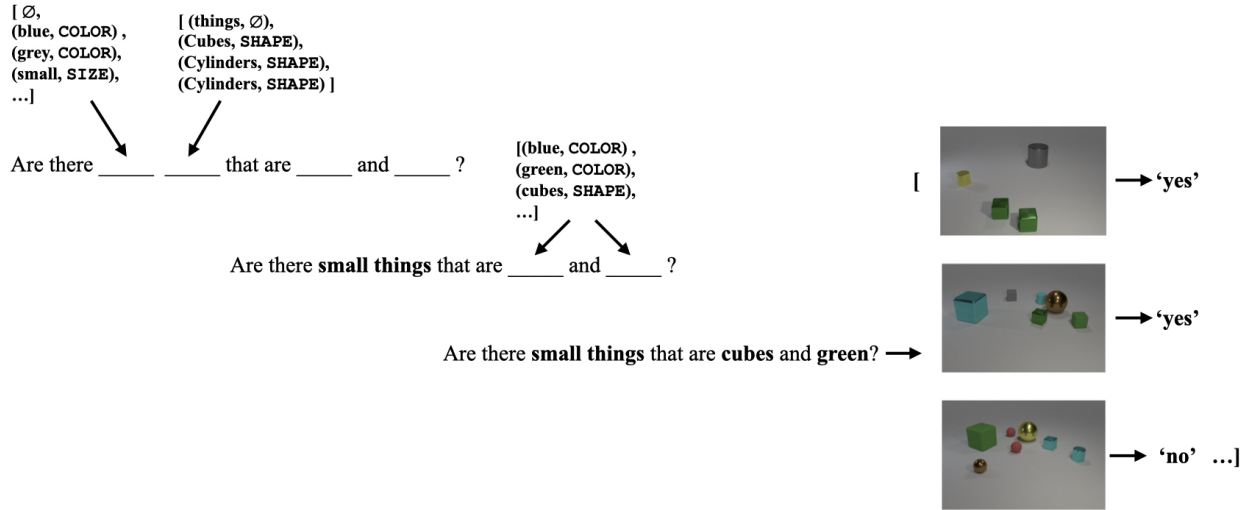 [ ∅,
(blue, COLOR) ,
(grey, COLOR),
(small, SIZE),
...]
[ (things, ∅),
(Cubes, SHAPE),
(Cylinders, SHAPE),
(Cylinders, SHAPE) ]
Are there _____ _____ that are _____ and _____ ?
[(blue, COLOR) ,
(green, COLOR),
(cubes, SHAPE),
...]
Are there small things that are _____ and _____ ?
Are there small things that are cubes and green?
[
‘yes’
‘yes’
‘no’ ...]